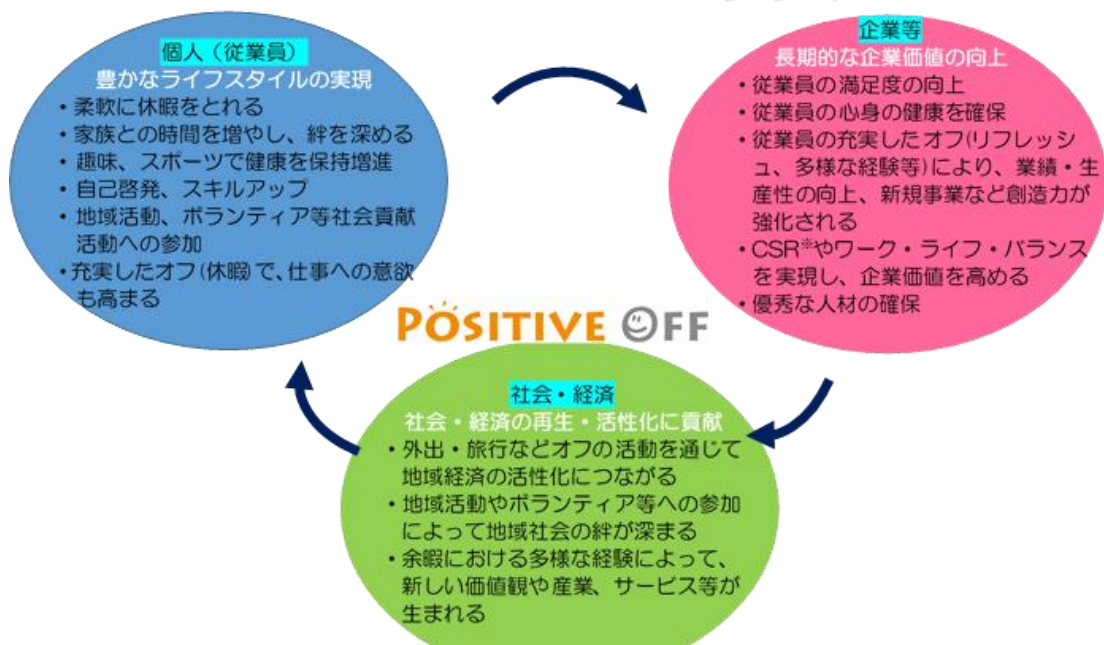 個人（従業員）
豊かなライフスタイルの実現
・柔軟に休暇をとれる
・家族との時間を増やし、絆を深める
・趣味、スポーツで健康を保持増進
・自己啓発、スキルアップ
・地域活動、ボランティア等社会貢献
活動への参加
・充実したオフ(休暇)で、仕事への意欲
も高まる
企業等
長期的な企業価値の向上
・従業員の満足度の向上
・従業員の心身の健康を確保
・従業員の充実したオフ(リフレッシ
ュ、多様な経験等)により、業績・生
産性の向上、新規事業など創造力が
強化される
・CSR※やワーク・ライフ・バランス
を実現し、企業価値を高める
・優秀な人材の確保
POSITIVE OFF
社会・経済
社会・経済の再生・活性化に貢献
・外出・旅行などオフの活動を通じて
地域経済の活性化につながる
・地域活動やボランティア等への参加
によって地域社会の絆が深まる
・余暇における多様な経験によって、
新しい価値観や産業、サービス等が
生まれる